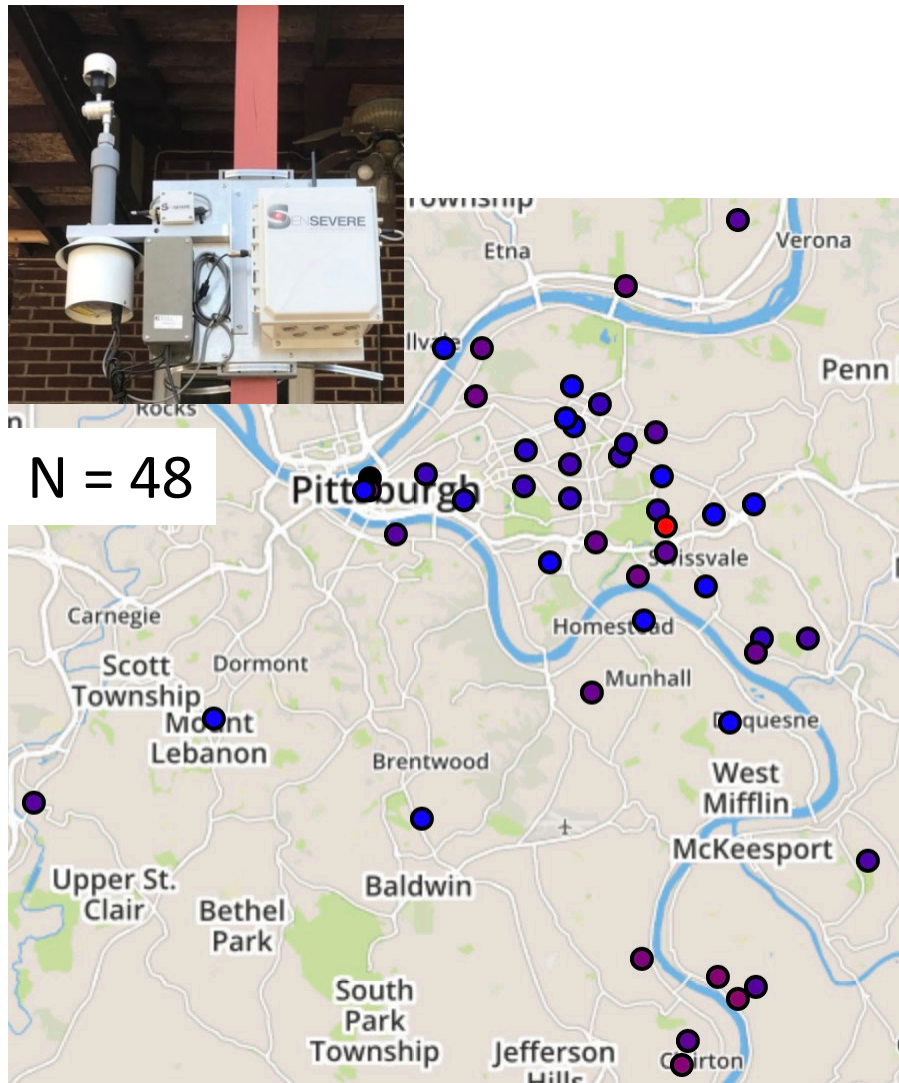 SENSEVERE
Township
Etna
Verona
Penn
Rocks
N = 48
Pittsburgh
Swissvale
Carnegie
Homestead
Scott
Township
Dormont
Munhall
Mount
Lebanon
Duquesne
Brentwood
West
Mifflin
McKeesport
Upper St.
Clair
Baldwin
Bethel
Park
South
Park
Township
Jefferson
Hills
Clairton